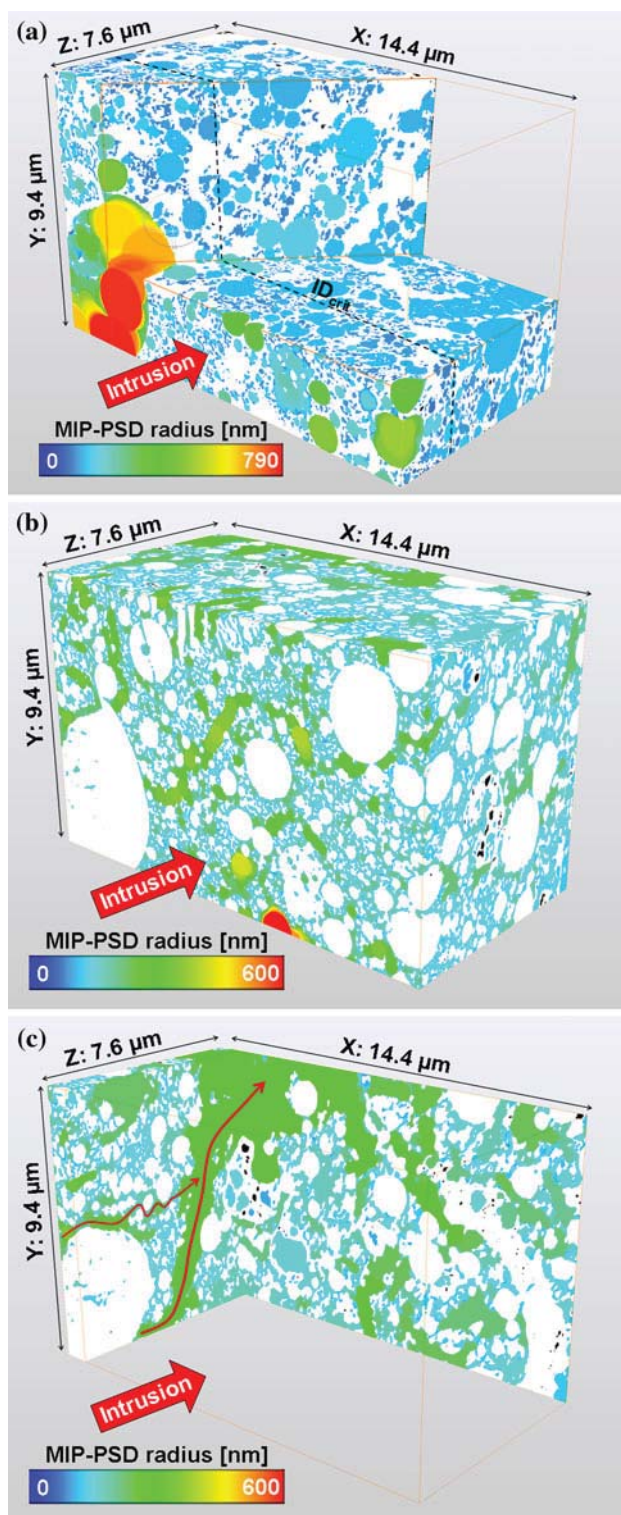 (a)
Z: 7.6 µm
X: 14.4 µm
Y: 9.4 µm
ID crit
Intrusion
MIP-PSD radius [nm]
0 790
(b)
Z: 7.6 µm
X: 14.4 µm
Y: 9.4 µm
Intrusion
MIP-PSD radius [nm]
0 600
(c)
Z: 7.6 µm
X: 14.4 µm
Y: 9.4 µm
Intrusion
MIP-PSD radius [nm]
0 600